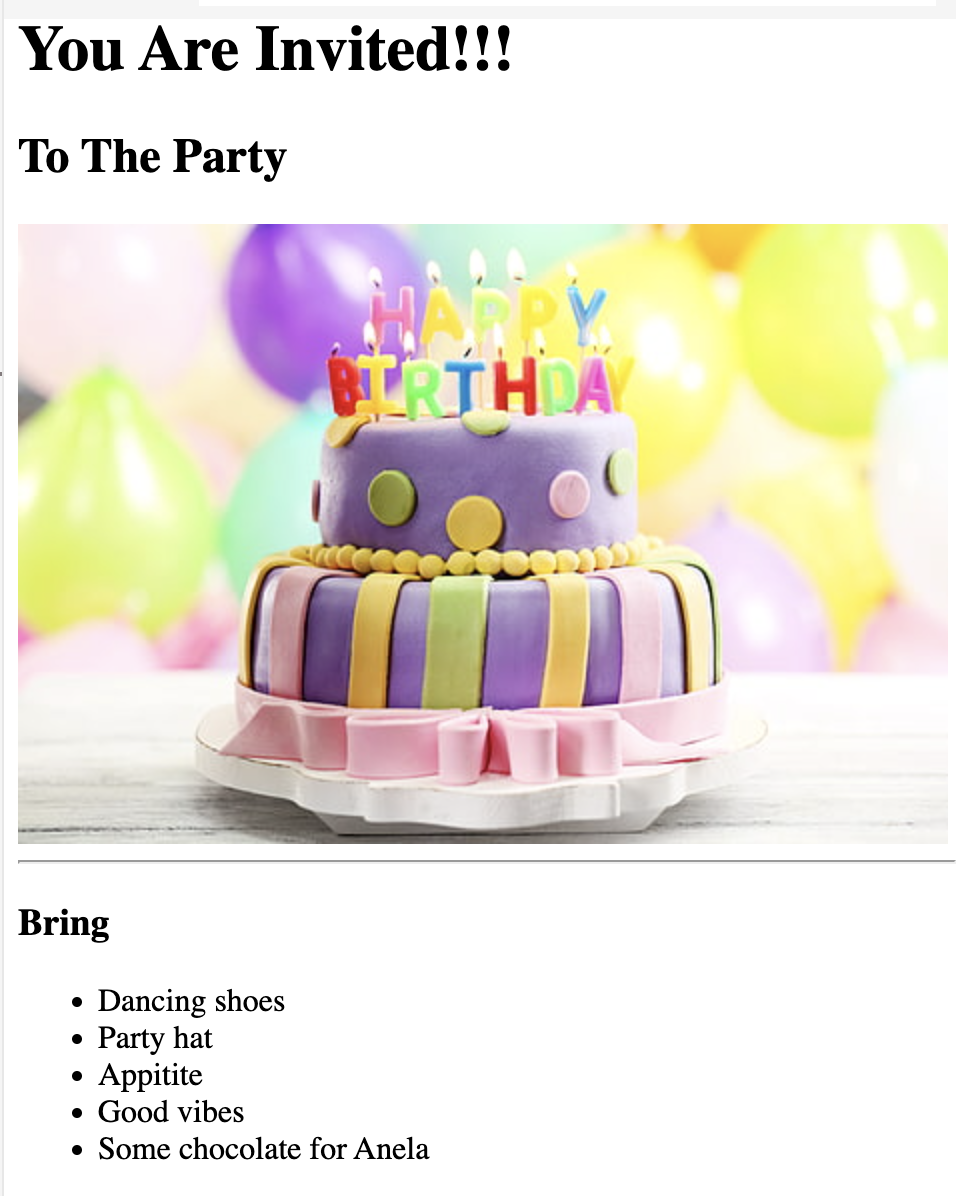 You Are Invited!!!
To The Party
HAPPY
BIRTHDAY
Bring
Dancing shoes
Party hat
Appitite
Good vibes
Some chocolate for Anela